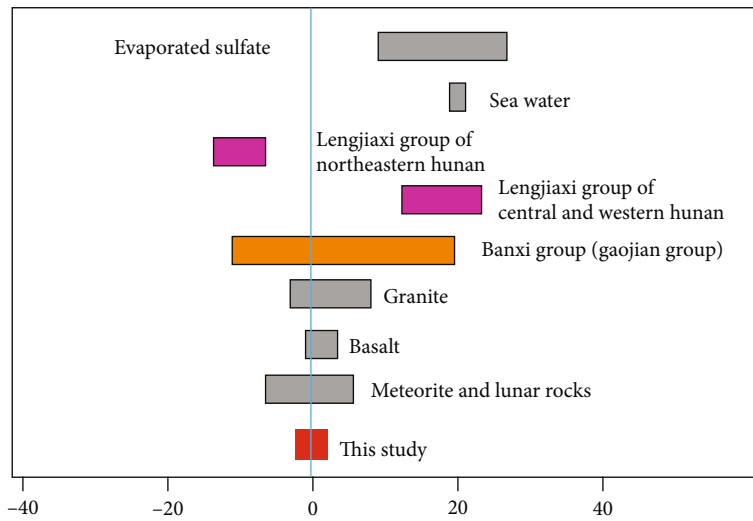 Evaporated sulfate
Sea water
Lengjiaxi group of
northeastern hunan
Lengjiaxi group of
central and western hunan
Banxi group (gaojian group)
Granite
Basalt
Meteorite and lunar rocks
This study
−40 −20 0 20 40